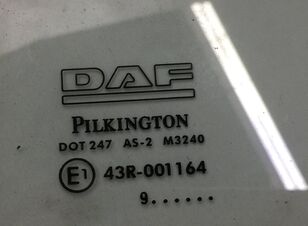 DAF
PILKINGTON
DOT 247 AS-2 M3240
E1 43R-001164
9......